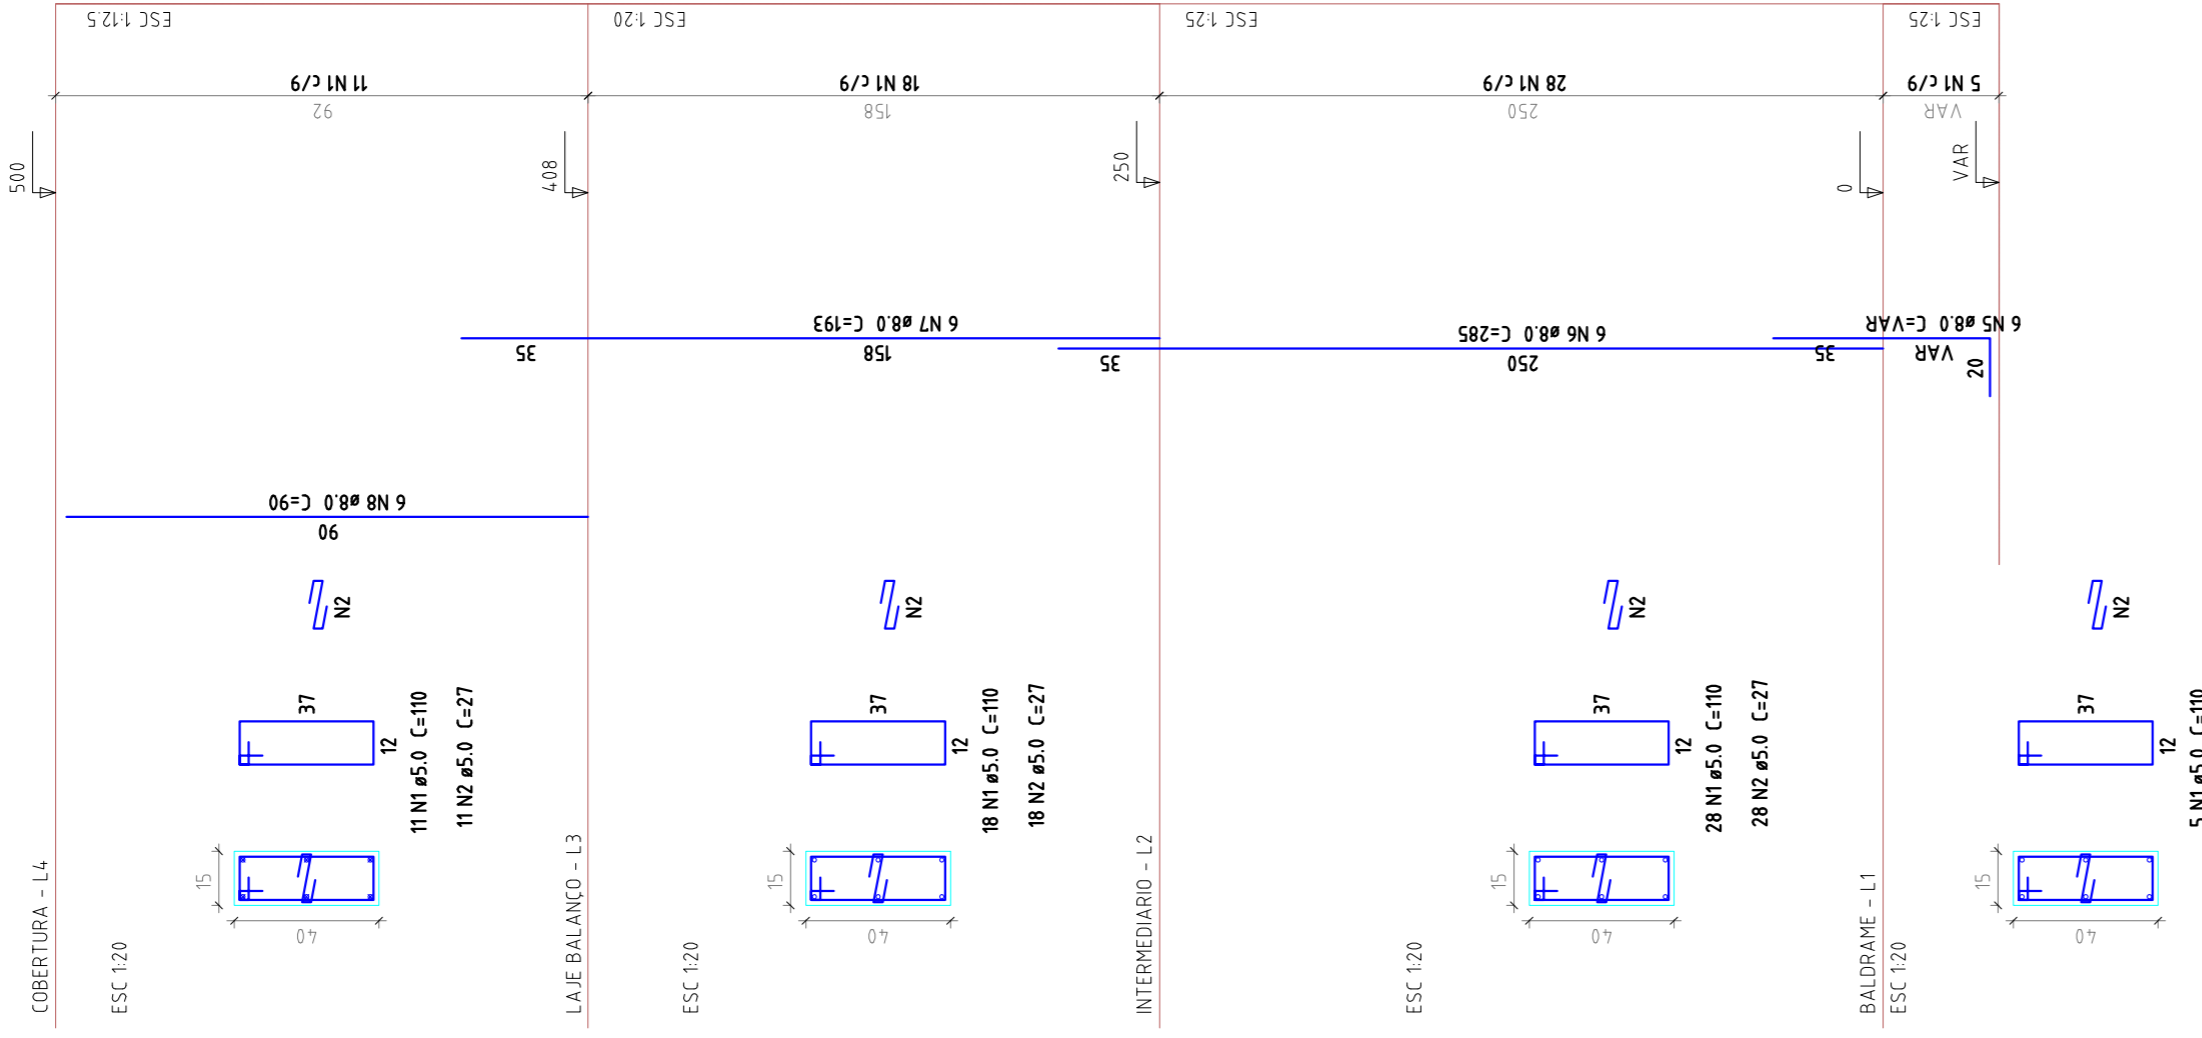 COBERTURA - L4
500
ESC 1:12.5
11 N1 c/9
92
6 N8 ø8.0 C=90
90
N2
37
12
11 N1 ø5.0 C=110
11 N2 ø5.0 C=27
15
40
ESC 1:20
LAJE BALANÇO - L3
408
ESC 1:20
18 N1 c/9
158
6 N7 ø8.0 C=193
158
35
N2
37
12
18 N1 ø5.0 C=110
18 N2 ø5.0 C=27
15
40
ESC 1:20
INTERMEDIARIO - L2
250
ESC 1:25
28 N1 c/9
250
6 N6 ø8.0 C=285
250
35
N2
37
12
28 N1 ø5.0 C=110
28 N2 ø5.0 C=27
15
40
ESC 1:20
BALDRAME - L1
0
ESC 1:25
5 N1 c/9
VAR
VAR
6 N5 ø8.0 C=VAR
VAR
35
20
N2
37
12
5 N1 ø5.0 C=110
15
40
ESC 1:20